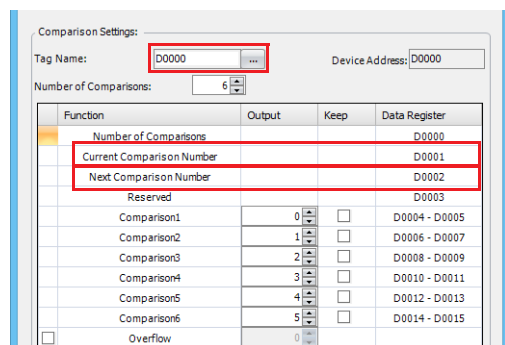 Comparison Settings:
Tag Name: D0000 ... Device Address: D0000
Number of Comparisons: 6
Function Output Keep Data Register
Number of Comparisons D0000
Current Comparison Number D0001
Next Comparison Number D0002
Reserved D0003
Comparison1 0 D0004 - D0005
Comparison2 1 D0006 - D0007
Comparison3 2 D0008 - D0009
Comparison4 3 D0010 - D0011
Comparison5 4 D0012 - D0013
Comparison6 5 D0014 - D0015
Overflow 0